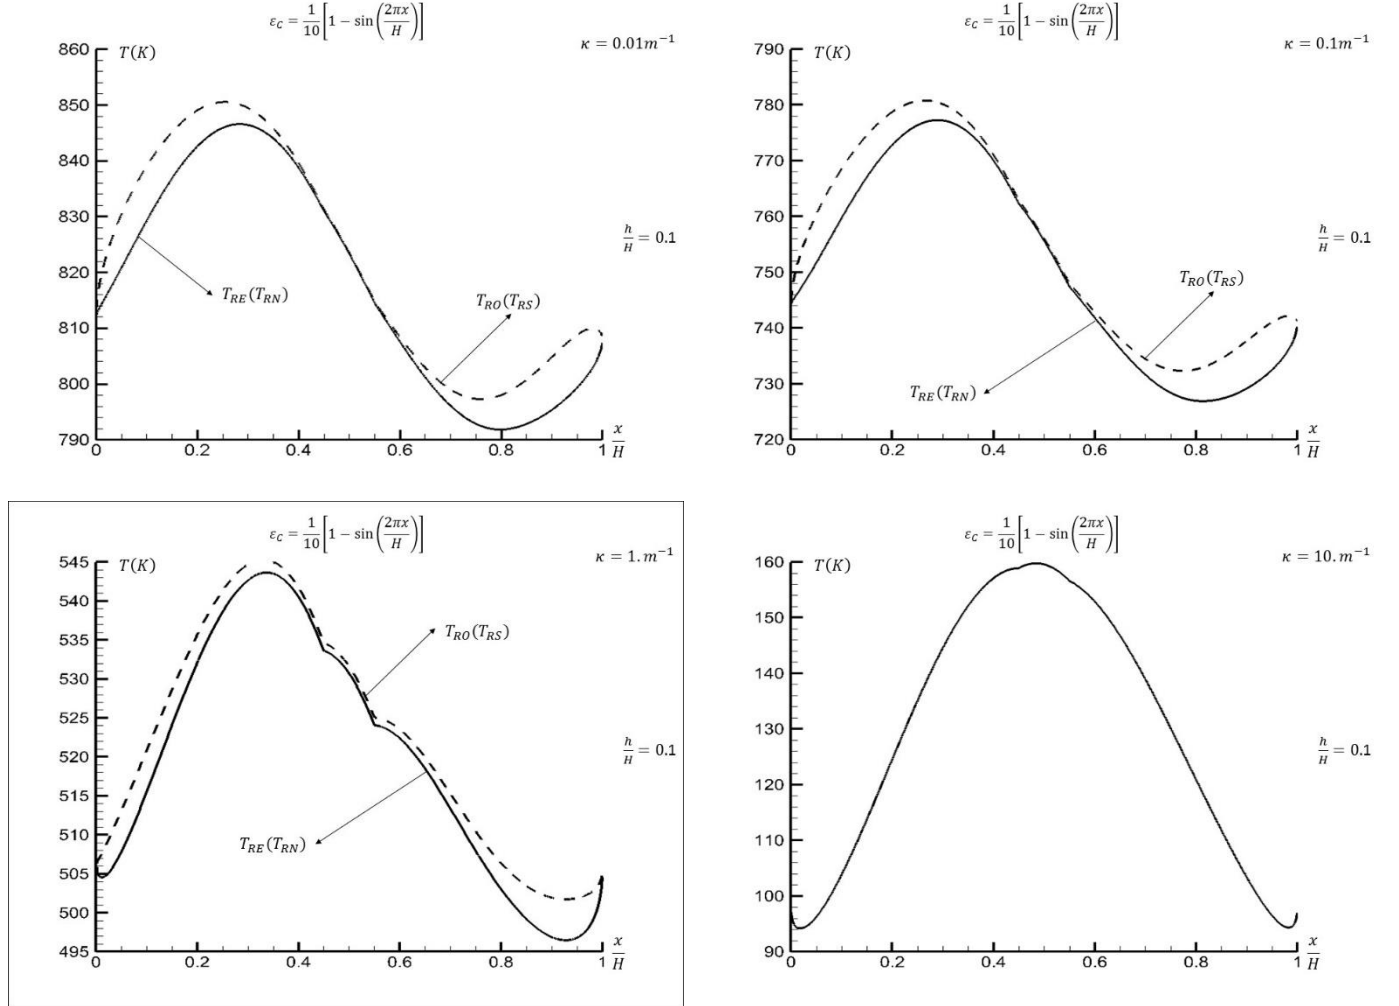 ε_C = 1/10 [1 − sin(2πx/H)]
κ = 0.01m⁻¹
860
T(K)
850
840
830
820
810
800
790
0
0.2
0.4
0.6
0.8
1
x/H
h/H = 0.1
T_RE(T_RN)
T_RO(T_RS)
ε_C = 1/10 [1 − sin(2πx/H)]
κ = 0.1m⁻¹
790
T(K)
780
770
760
750
740
730
720
0
0.2
0.4
0.6
0.8
1
x/H
h/H = 0.1
T_RO(T_RS)
T_RE(T_RN)
ε_C = 1/10 [1 − sin(2πx/H)]
κ = 1.m⁻¹
545
T(K)
540
535
530
525
520
515
510
505
500
495
0
0.2
0.4
0.6
0.8
1
x/H
h/H = 0.1
T_RO(T_RS)
T_RE(T_RN)
ε_C = 1/10 [1 − sin(2πx/H)]
κ = 10.m⁻¹
160
T(K)
150
140
130
120
110
100
90
0
0.2
0.4
0.6
0.8
1
x/H
h/H = 0.1